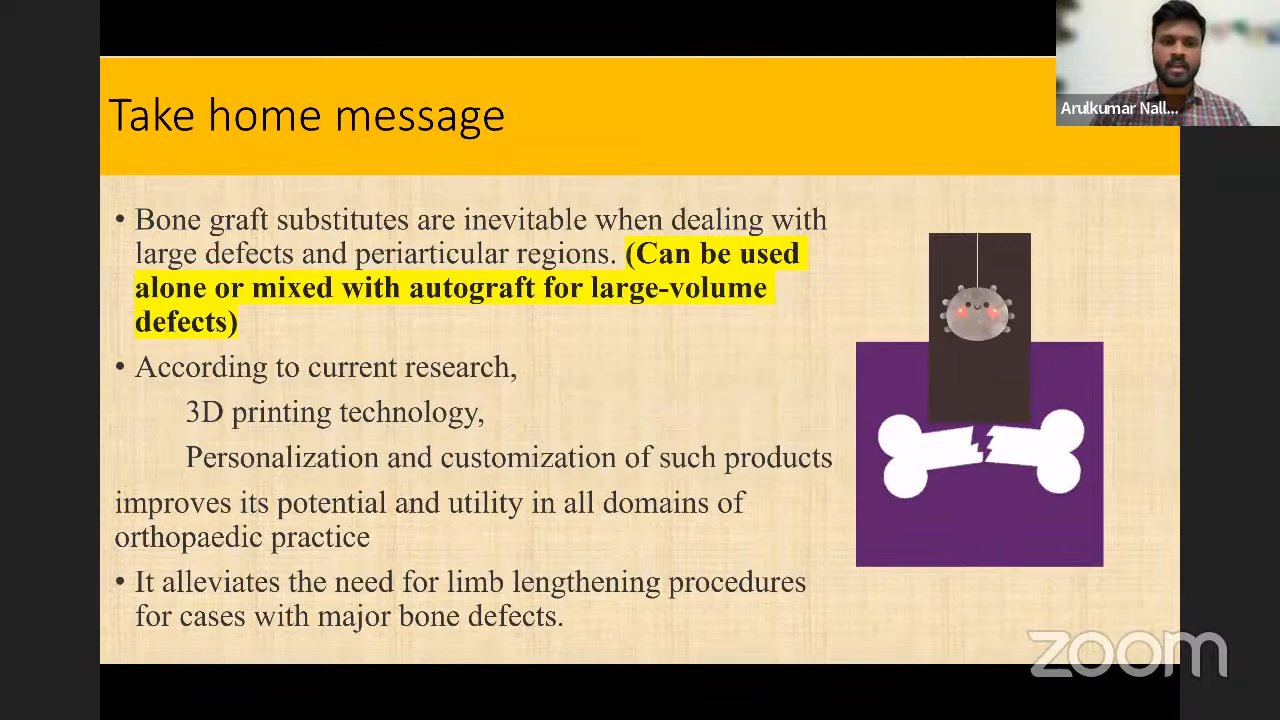 Take home message
Arulkumar Nall...
• Bone graft substitutes are inevitable when dealing with
large defects and periarticular regions. (Can be used
alone or mixed with autograft for large-volume
defects)
• According to current research,
3D printing technology,
Personalization and customization of such products
improves its potential and utility in all domains of
orthopaedic practice
• It alleviates the need for limb lengthening procedures
for cases with major bone defects.
zoom